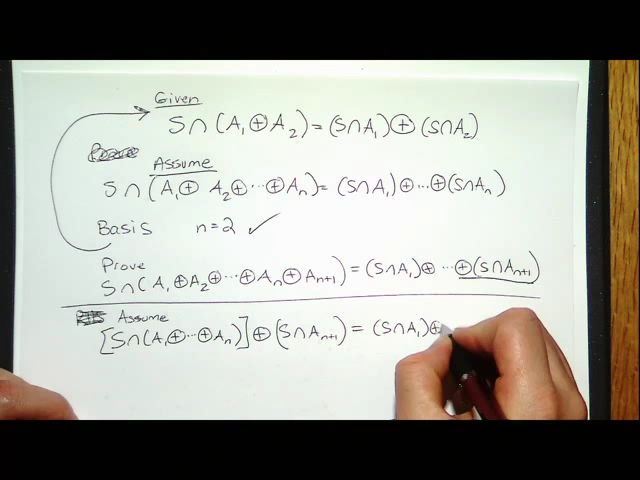 Given
S∩(A₁⊕A₂)=(S∩A₁)⊕(S∩A₂)
Assume
S∩(A₁⊕ A₂⊕···⊕Aₙ)=(S∩A₁)⊕···⊕(S∩Aₙ)
Basis n=2 ✓
Prove
S∩(A₁⊕A₂⊕···⊕Aₙ⊕Aₙ₊₁)=(S∩A₁)⊕ ···⊕(S∩Aₙ₊₁)
Assume
[S∩(A₁⊕···⊕Aₙ)]⊕(S∩Aₙ₊₁)=(S∩A₁)⊕